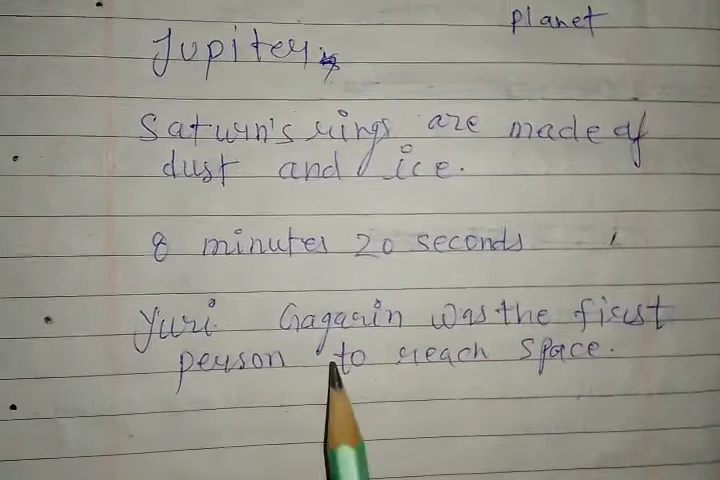 planet
Jupiter
Saturn's rings are made of
dust and ice.
8 minutes 20 seconds
Yuri Gagarin was the first
person to reach space.